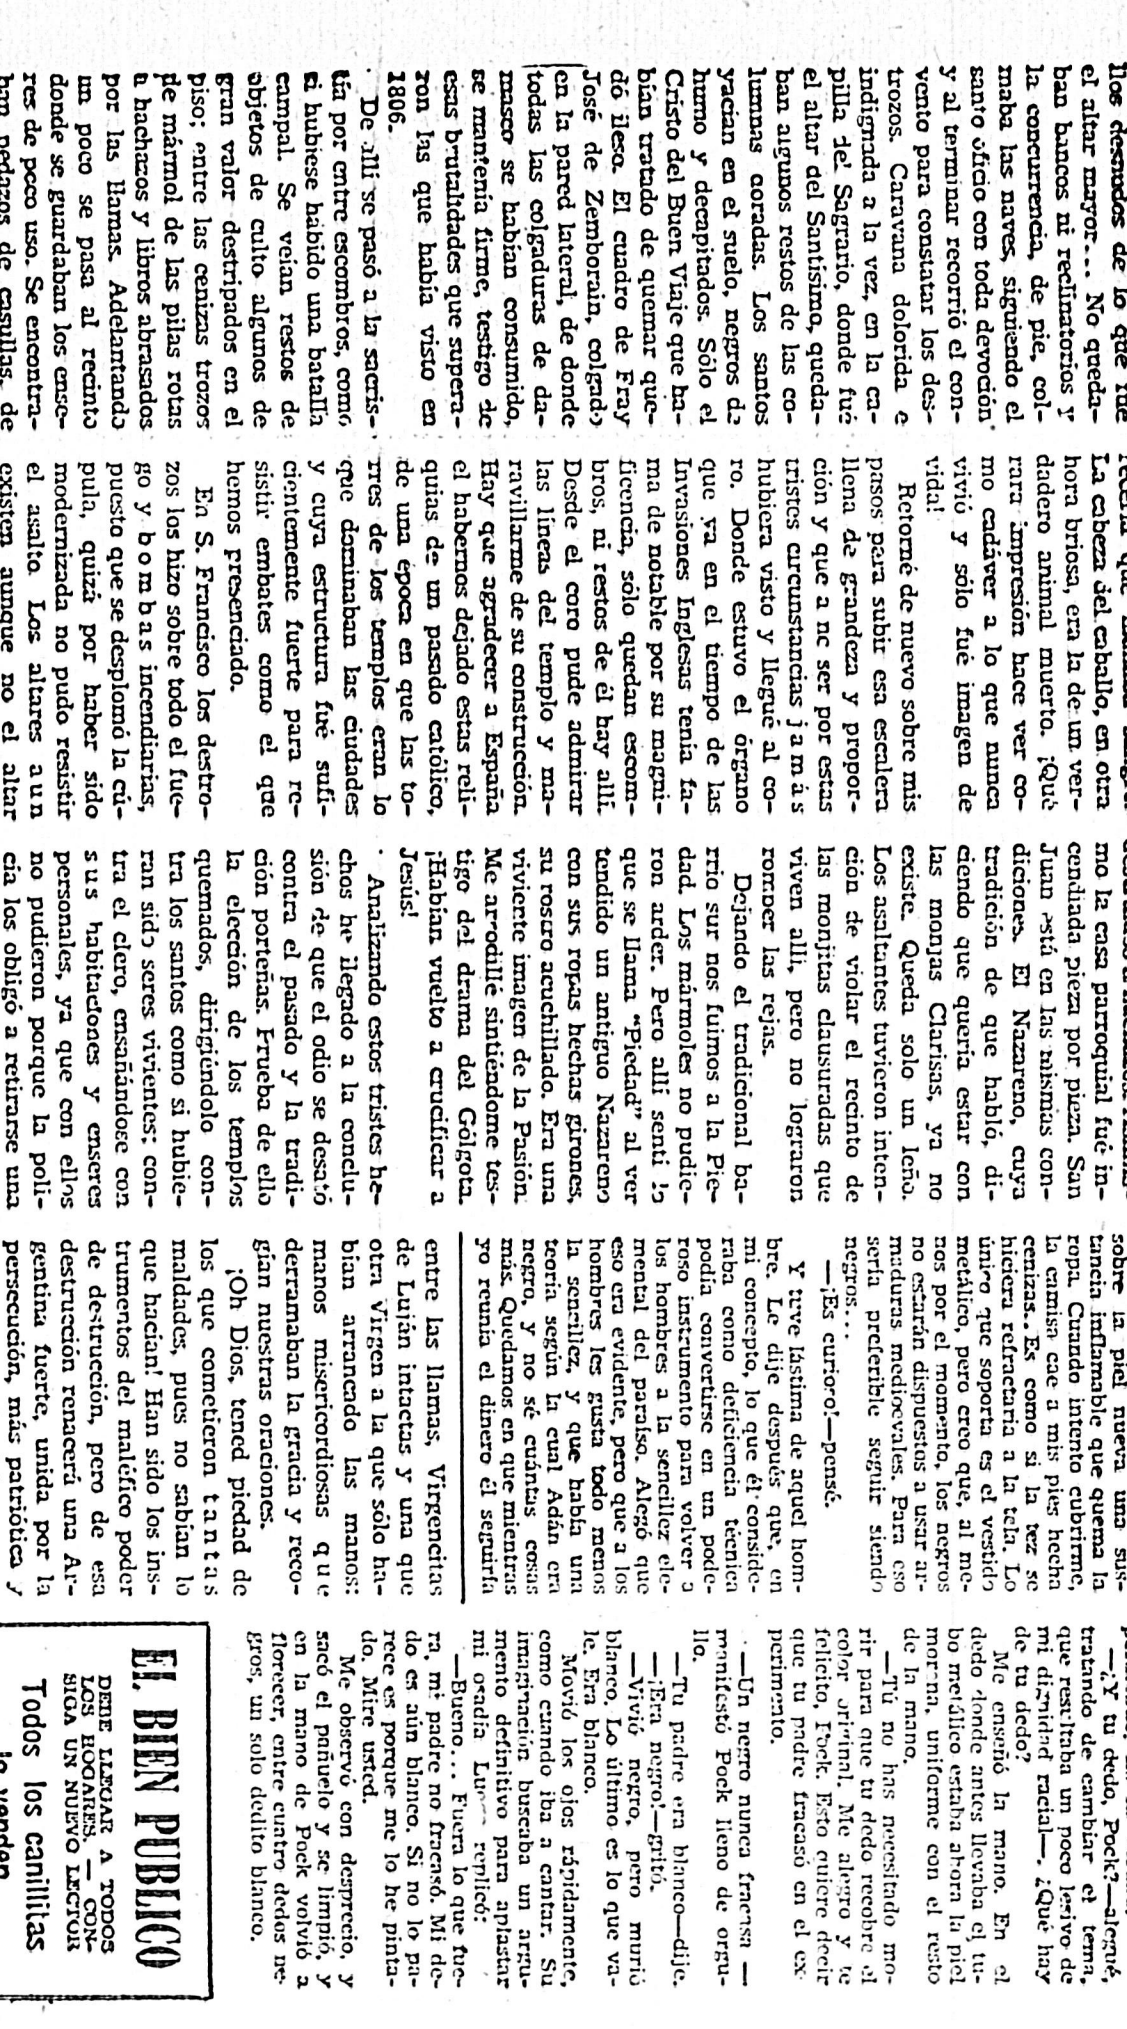 llos despojos de lo que fue
el altar mayor... No queda-
ban bancos ni reclinatorios y
la concurrencia, de pie, col-
maba las naves, siguiendo el
santo oficio con toda devoción
y al terminar recorrió el con-
vento para constatar los des-
trozos. Caravana dolorida e
indignada a la vez, en la ca-
pilla del Sagrario, donde fué
el altar del Santísimo, queda-
ban algunos restos de las co-
lumnas doradas. Los santos
yacían en el suelo, negros de
humo y decapitados. Sólo el
Cristo del Buen Viaje que ha-
bían tratado de quemar que-
dó ileso. El cuadro de Fray
José de Zemborain, colgado
en la pared lateral, de donde
todas las colgaduras de da-
masco se habían consumido,
se mantenía firme, testigo de
esas brutalidades que supera-
ron las que había visto en
1806.
De allí se pasó a la sacris-
tía por entre escombros, como
si hubiese habido una batalla
campal. Se veían restos de
objetos de culto algunos de
gran valor destripados en el
piso; entre las cenizas trozos
de mármol de las pilas rotas
a hachazos y libros abrasados
por las llamas. Adelantando
un poco se pasa al recinto
donde se guardaban los ense-
res de poco uso. Se encontra-
ban pedazos de casullas, de
La cabeza del caballo, en otra
hora briosa, era la de un ver-
dadero animal muerto. ¡Qué
rara impresión hace ver co-
mo cadáver a lo que nunca
vivió y sólo fué imagen de
vida!
Retorné de nuevo sobre mis
pasos para subir esa escalera
llena de grandeza y propor-
ción y que a no ser por estas
tristes circunstancias jamás
hubiera visto y llegué al co-
ro. Donde estuvo el órgano
que ya en el tiempo de las
Invasiones Inglesas tenía fa-
ma de notable por su magni-
ficencia, sólo quedan escom-
bros, ni restos de él hay allí.
Desde el coro pude admirar
las líneas del templo y ma-
ravillarme de su construcción.
Hay que agradecer a España
el habernos dejado estas reli-
quias de un pasado católico,
de una época en que las to-
rres de los templos eran lo
que dominaban las ciudades
y cuya estructura fué sufi-
cientemente fuerte para re-
sistir embates como el que
hemos presenciado.
En S. Francisco los destro-
zos los hizo sobre todo el fue-
go y bombas incendiarias,
puesto que se desplomó la cú-
pula, quizá por haber sido
modernizada no pudo resistir
el asalto. Los altares aun
existen aunque no el altar
mo la casa parroquial fué in-
cendiada pieza por pieza. San
Juan está en las mismas con-
diciones. El Nazareno, cuya
tradición de que habló, di-
ciendo que quería estar con
las monjas Clarisas, ya no
existe. Queda solo un leño.
Los asaltantes tuvieron inten-
ción de violar el recinto de
las monjitas clausuradas que
viven allí, pero no lograron
romper las rejas.
Dejando el tradicional ba-
rrio sur nos fuimos a la Pie-
dad. Los mármoles no pudie-
ron arder. Pero allí sentí lo
que se llama "Piedad" al ver
tendido un antiguo Nazareno
con sus ropas hechas girones,
su rostro acuchillado. Era una
viviente imagen de la Pasión.
Me arrodillé sintiéndome tes-
tigo del drama del Gólgota.
¡Habían vuelto a crucificar a
Jesús!
Analizando estos tristes he-
chos he llegado a la conclu-
sión de que el odio se desató
contra el pasado y la tradi-
ción porteñas. Prueba de ello
la elección de los templos
quemados, dirigiéndolo con-
tra los santos como si hubie-
ran sido seres vivientes; con-
tra el clero, ensañándose con
sus habitaciones y enseres
personales, ya que con ellos
no pudieron porque la poli-
cía los obligó a retirarse una
sobre la piel nueva una sus-
tancia inflamable que quema la
ropa. Cuando intento cubrirme,
la camisa cae a mis pies hecha
cenizas.. Es como si la tez se
hiciera refractaria a la tela. Lo
único que soporta es el vestido
metálico, pero creo que, al me-
nos por el momento, los negros
no estarán dispuestos a usar ar-
maduras medioevales. Para eso
sería preferible seguir siendo
negros...
—¡Es curioro!—pensé.
Y tuve lástima de aquel hom-
bre. Le dije después que, en
mi concepto, lo que él conside-
raba como deficiencia técnica
podía convertirse en un pode-
roso instrumento para volver a
los hombres a la sencillez ele-
mental del paraíso. Alegó que
eso era evidente, pero que a los
hombres les gusta todo menos
la sencillez, y que había una
teoría según la cual Adán era
negro, y no sé cuántas cosas
más. Quedamos en que mientras
yo reunía el dinero él seguiría
entre las llamas, Virgencitas
de Luján intactas y una que
otra Virgen a la que sólo ha-
bían arrancado las manos:
manos misericordiosas que
derramaban la gracia y reco-
gían nuestras oraciones.
¡Oh Dios, tened piedad de
los que cometieron tantas
maldades, pues no sabían lo
que hacían! Han sido los ins-
trumentos del maléfico poder
de destrucción, pero de esa
destrucción renacerá una Ar-
gentina fuerte, unida por la
persecución, más patriótica y
—¿Y tu dedo, Pock?—alegué,
tratando de cambiar el tema,
que resultaba un poco lesivo de
mi dignidad racial—. ¿Qué hay
de tu dedo?
Me enseñó la mano. En el
dedo donde antes llevaba el tu-
bo metálico estaba ahora la piel
morena, uniforme con el resto
de la mano.
—Tú no has necesitado mo-
rir para que tu dedo recobre el
color original. Me alegro y te
felicito, Pock. Esto quiere decir
que tu padre fracasó en el ex-
perimento.
—Un negro nunca fracasa —
manifestó Pock lleno de orgu-
llo.
—Tu padre era blanco—dije.
—¡Era negro!—gritó.
—Vivió negro, pero murió
blanco. Lo último es lo que va-
le. Era blanco.
Movió los ojos rápidamente,
como cuando iba a cantar. Su
imaginación buscaba un argu-
mento definitivo para aplastar
mi osadía. Luego replicó:
—Bueno... Fuera lo que fue-
ra, mi padre no fracasó. Mi de-
do es aún blanco. Si no lo pa-
rece es porque me lo he pinta-
do. Mire usted.
Me observó con desprecio, y
sacó el pañuelo y se limpió, y
en la mano de Pock volvió a
florecer, entre cuatro dedos ne-
gros, un solo dedito blanco.
EL BIEN PUBLICO
DEBE LLEGAR A TODOS
LOS HOGARES. — CON-
SIGA UN NUEVO LECTOR
Todos los canillitas
lo venden